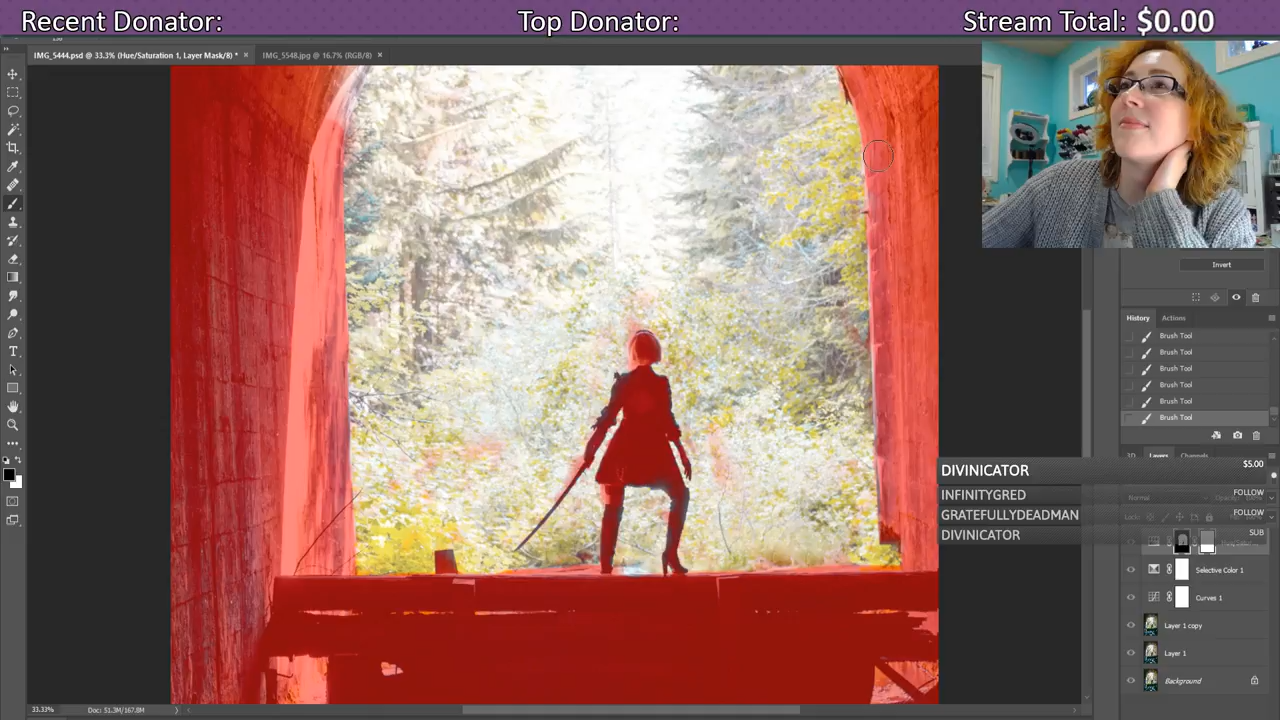 Recent Donator:
Top Donator:
Stream Total: $0.00
IMG_5444.psd @ 33.3% (Hue/Saturation 1, Layer Mask/8) * ×
IMG_5548.jpg @ 16.7% (RGB/8) ×
Invert
History
Actions
Brush Tool
Brush Tool
Brush Tool
Brush Tool
Brush Tool
Brush Tool
Layers
Channels
DIVINICATOR $5.00
INFINITYGRED FOLLOW
GRATEFULLYDEADMAN FOLLOW
DIVINICATOR SUB
Normal
Selective Color 1
Curves 1
Layer 1 copy
Layer 1
Background
33.33%
Doc: 51.3M/167.8M